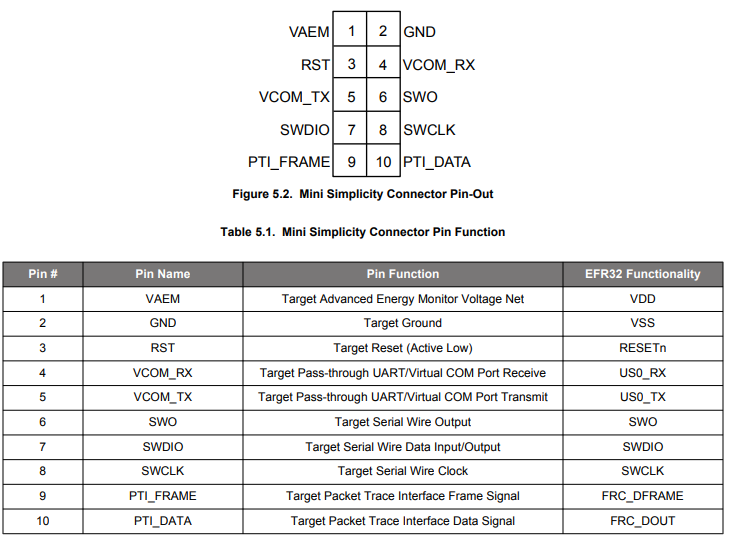 VAEM 1 2 GND
RST 3 4 VCOM_RX
VCOM_TX 5 6 SWO
SWDIO 7 8 SWCLK
PTI_FRAME 9 10 PTI_DATA
Figure 5.2. Mini Simplicity Connector Pin-Out
Table 5.1. Mini Simplicity Connector Pin Function
Pin # Pin Name Pin Function EFR32 Functionality
1 VAEM Target Advanced Energy Monitor Voltage Net VDD
2 GND Target Ground VSS
3 RST Target Reset (Active Low) RESETn
4 VCOM_RX Target Pass-through UART/Virtual COM Port Receive US0_RX
5 VCOM_TX Target Pass-through UART/Virtual COM Port Transmit US0_TX
6 SWO Target Serial Wire Output SWO
7 SWDIO Target Serial Wire Data Input/Output SWDIO
8 SWCLK Target Serial Wire Clock SWCLK
9 PTI_FRAME Target Packet Trace Interface Frame Signal FRC_DFRAME
10 PTI_DATA Target Packet Trace Interface Data Signal FRC_DOUT